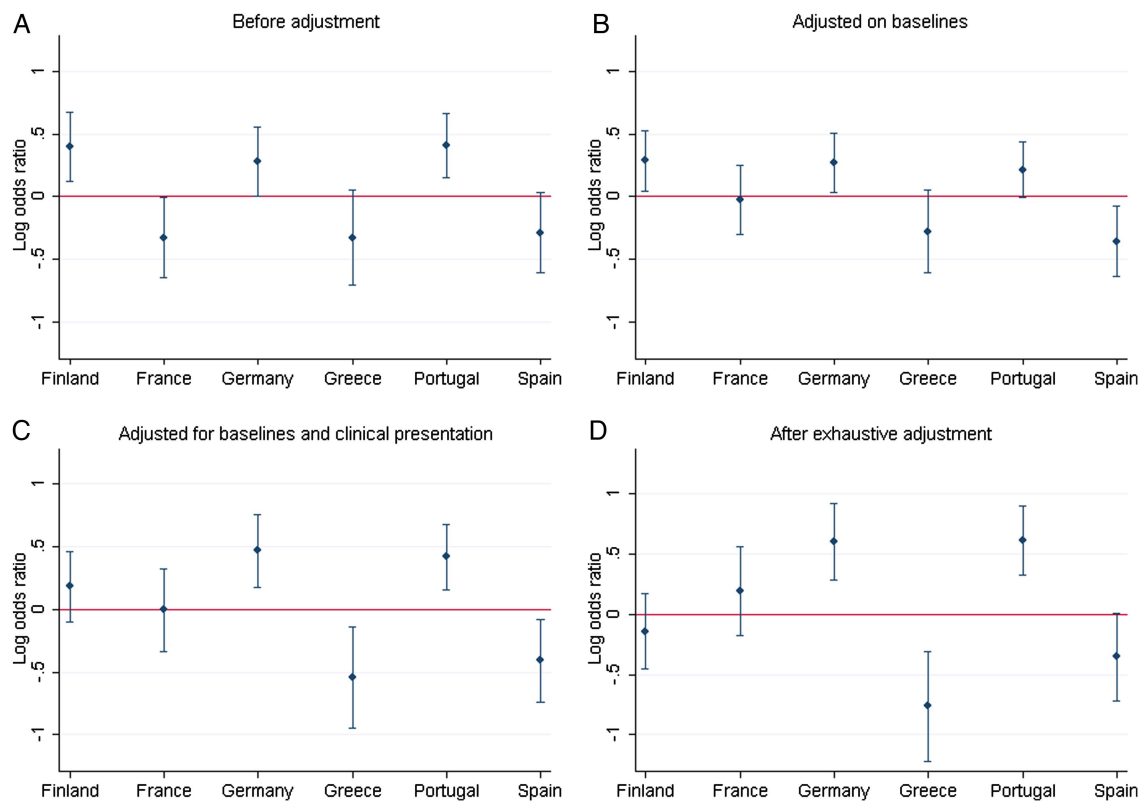 A
Before adjustment
Log odds ratio
1
.5
0
-.5
-1
Finland France Germany Greece Portugal Spain
B
Adjusted on baselines
Log odds ratio
1
.5
0
-.5
-1
Finland France Germany Greece Portugal Spain
C
Adjusted for baselines and clinical presentation
Log odds ratio
1
.5
0
-.5
-1
Finland France Germany Greece Portugal Spain
D
After exhaustive adjustment
Log odds ratio
1
.5
0
-.5
-1
Finland France Germany Greece Portugal Spain